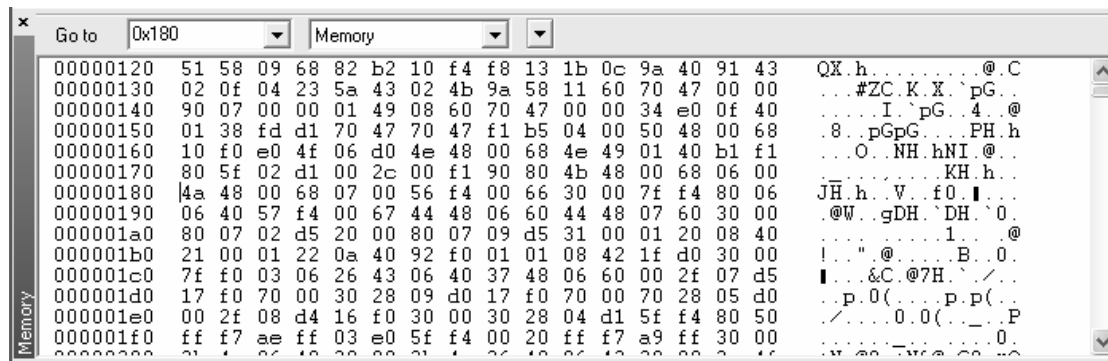 x
Go to 0x180 Memory
00000120 51 58 09 68 82 b2 10 f4 f8 13 1b 0c 9a 40 91 43 QX.h.........@.C
00000130 02 0f 04 23 5a 43 02 4b 9a 58 11 60 70 47 00 00 ...#ZC.K.X.`pG..
00000140 90 07 00 00 01 49 08 60 70 47 00 00 34 e0 0f 40 .....I.`pG..4..@
00000150 01 38 fd d1 70 47 70 47 f1 b5 04 00 50 48 00 68 .8..pGpG....PH.h
00000160 10 f0 e0 4f 06 d0 4e 48 00 68 4e 49 01 40 b1 f1 ...O..NH.hNI.@..
00000170 80 5f 02 d1 00 2c 00 f1 90 80 4b 48 00 68 06 00 ._...,....KH.h..
00000180 4a 48 00 68 07 00 56 f4 00 66 30 00 7f f4 80 06 JH.h..V..f0.▮...
00000190 06 40 57 f4 00 67 44 48 06 60 44 48 07 60 30 00 .@W..gDH.`DH.`0.
000001a0 80 07 02 d5 20 00 80 07 09 d5 31 00 01 20 08 40 .... .....1.. .@
000001b0 21 00 01 22 0a 40 92 f0 01 01 08 42 1f d0 30 00 !..".@.....B..0.
000001c0 7f f0 03 06 26 43 06 40 37 48 06 60 00 2f 07 d5 ▮...&C.@7H.`./..
000001d0 17 f0 70 00 30 28 09 d0 17 f0 70 00 70 28 05 d0 ..p.0(....p.p(..
000001e0 00 2f 08 d4 16 f0 30 00 30 28 04 d1 5f f4 80 50 ./....0.0(.._..P
000001f0 ff f7 ae ff 03 e0 5f f4 00 20 ff f7 a9 ff 30 00 ......_.. ....0.
Memory